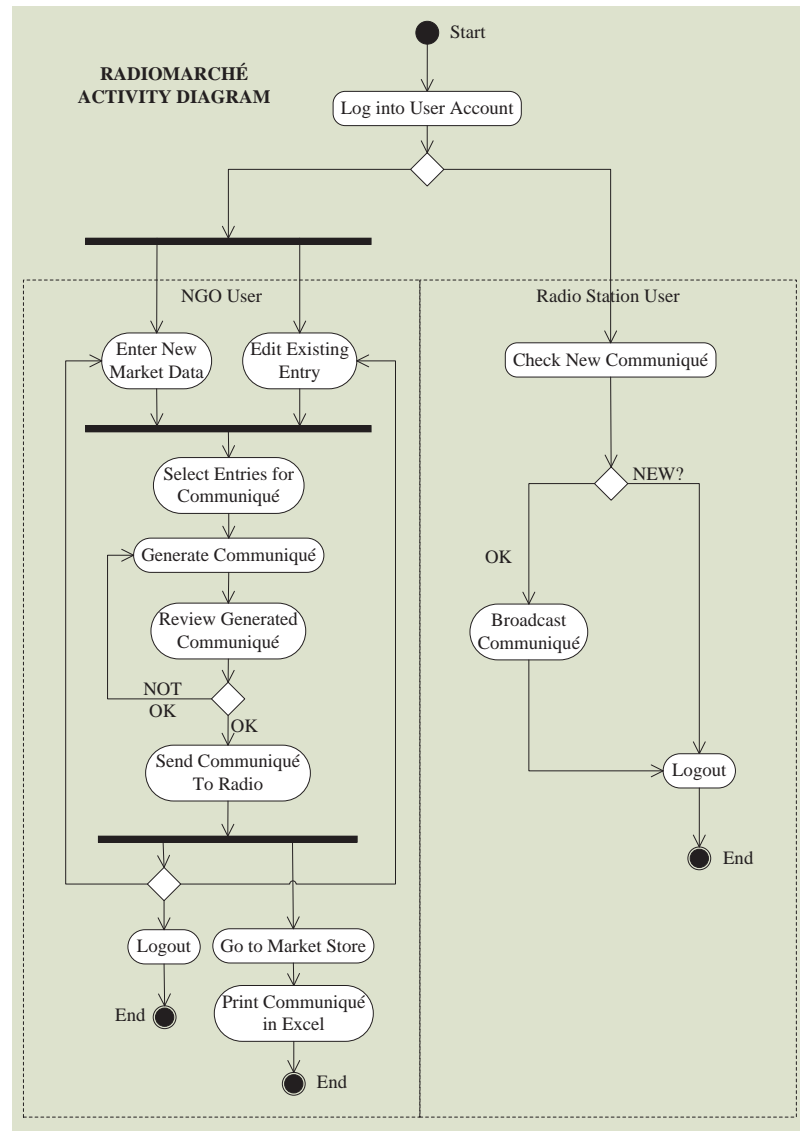 Start
RADIOMARCHÉ
ACTIVITY DIAGRAM
Log into User Account
NGO User
Radio Station User
Enter New
Market Data
Edit Existing
Entry
Check New Communiqué
Select Entries for
Communiqué
NEW?
Generate Communiqué
OK
Review Generated
Communiqué
Broadcast
Communiqué
NOT
OK
OK
Send Communiqué
To Radio
Logout
End
Logout
Go to Market Store
Print Communiqué
in Excel
End
End